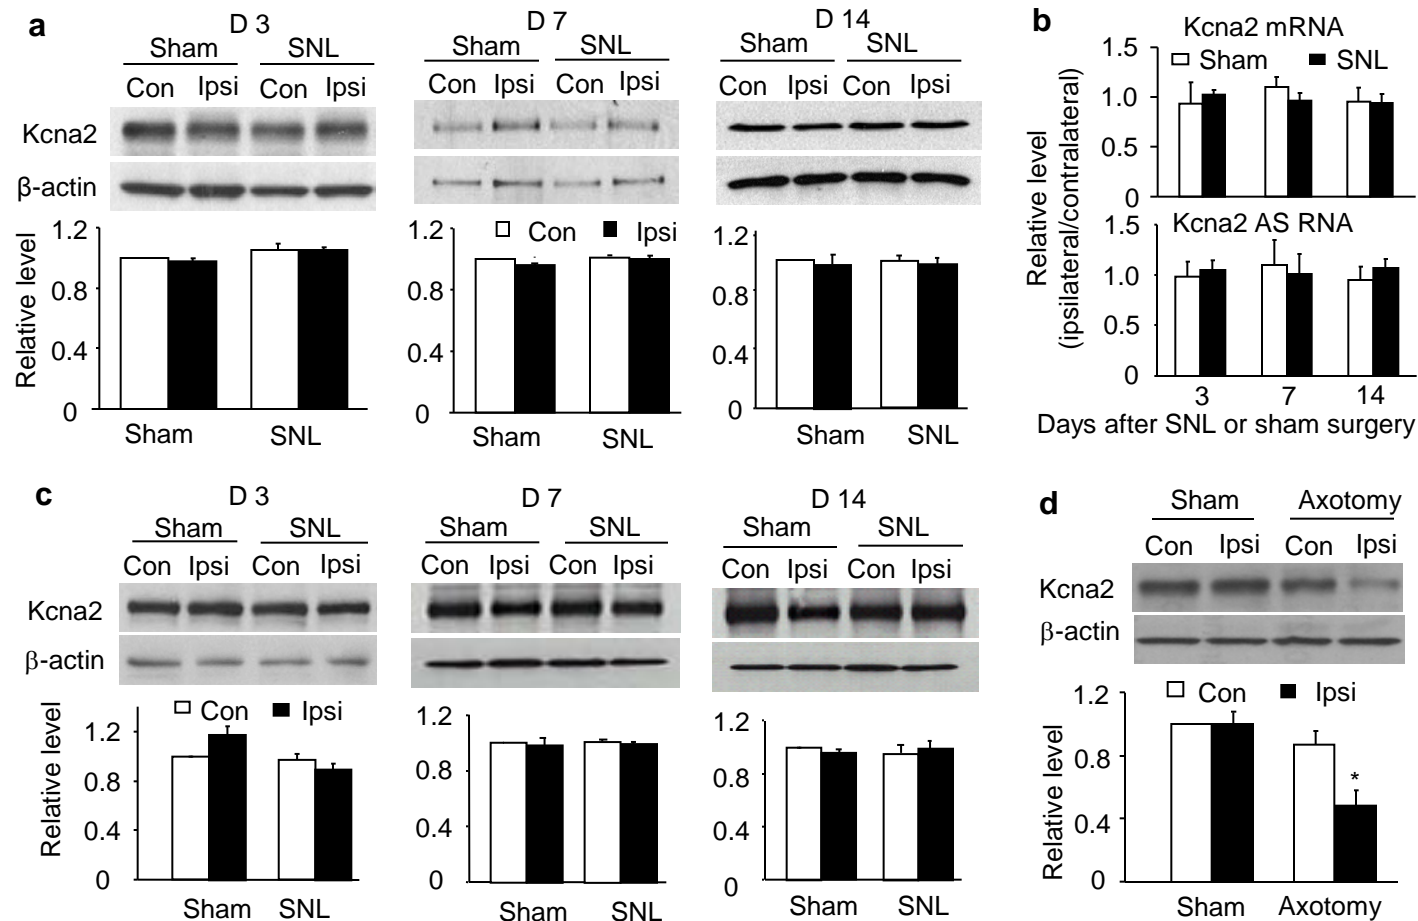 a
D 3
Sham SNL
Con Ipsi Con Ipsi
Kcna2
β-actin
D 7
Sham SNL
Con Ipsi Con Ipsi
D 14
Sham SNL
Con Ipsi Con Ipsi
Relative level
1.2
0.8
0.4
0
Sham SNL
1.2
0.8
0.4
0
Con Ipsi
Sham SNL
1.2
0.8
0.4
0
Sham SNL
b
Kcna2 mRNA
Sham SNL
1.5
1.0
0.5
0
Relative level
(ipsilateral/contralateral)
Kcna2 AS RNA
1.5
1.0
0.5
0
3 7 14
Days after SNL or sham surgery
c
D 3
Sham SNL
Con Ipsi Con Ipsi
Kcna2
β-actin
D 7
Sham SNL
Con Ipsi Con Ipsi
D 14
Sham SNL
Con Ipsi Con Ipsi
Relative level
Con Ipsi
1.2
0.8
0.4
0
Sham SNL
1.2
0.8
0.4
0
Sham SNL
1.2
0.8
0.4
0
Sham SNL
d
Sham Axotomy
Con Ipsi Con Ipsi
Kcna2
β-actin
Relative level
Con Ipsi
1.2
0.8
0.4
0
*
Sham Axotomy